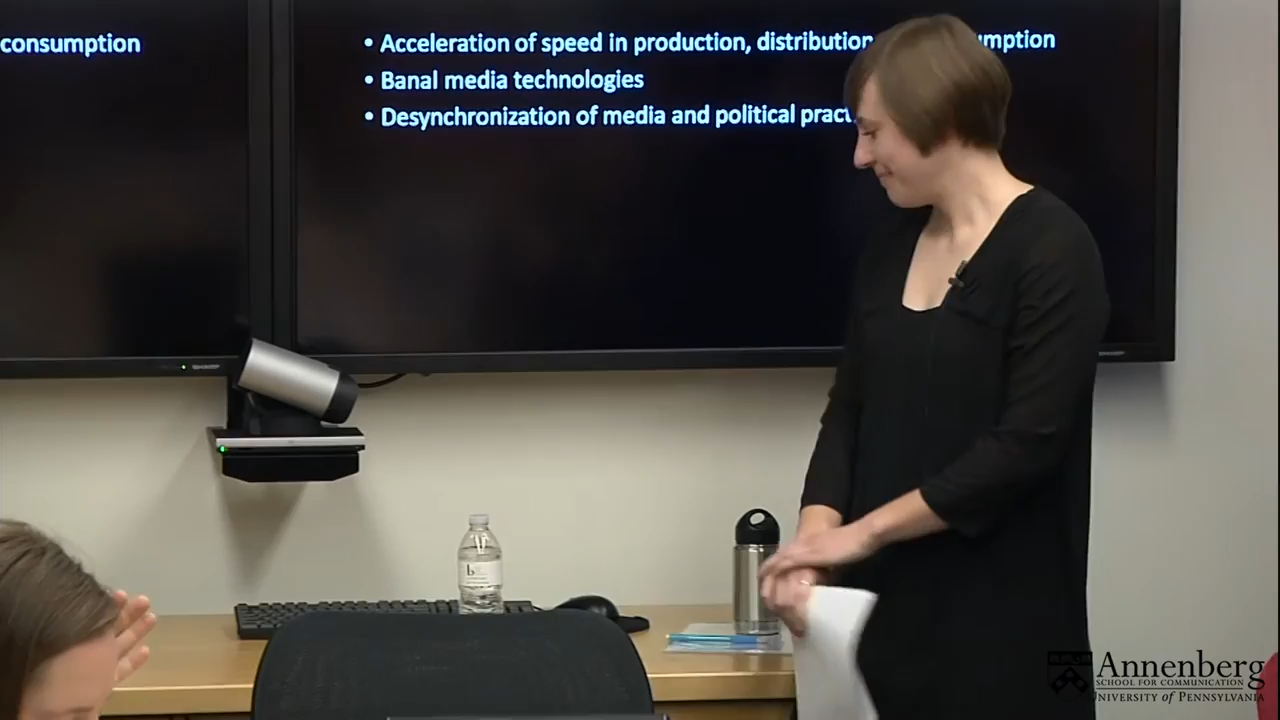 consumption
• Acceleration of speed in production, distribution
• Banal media technologies
• Desynchronization of media and political pract
SHARP
b
Annenberg
SCHOOL FOR COMMUNICATION
UNIVERSITY OF PENNSYLVANIA